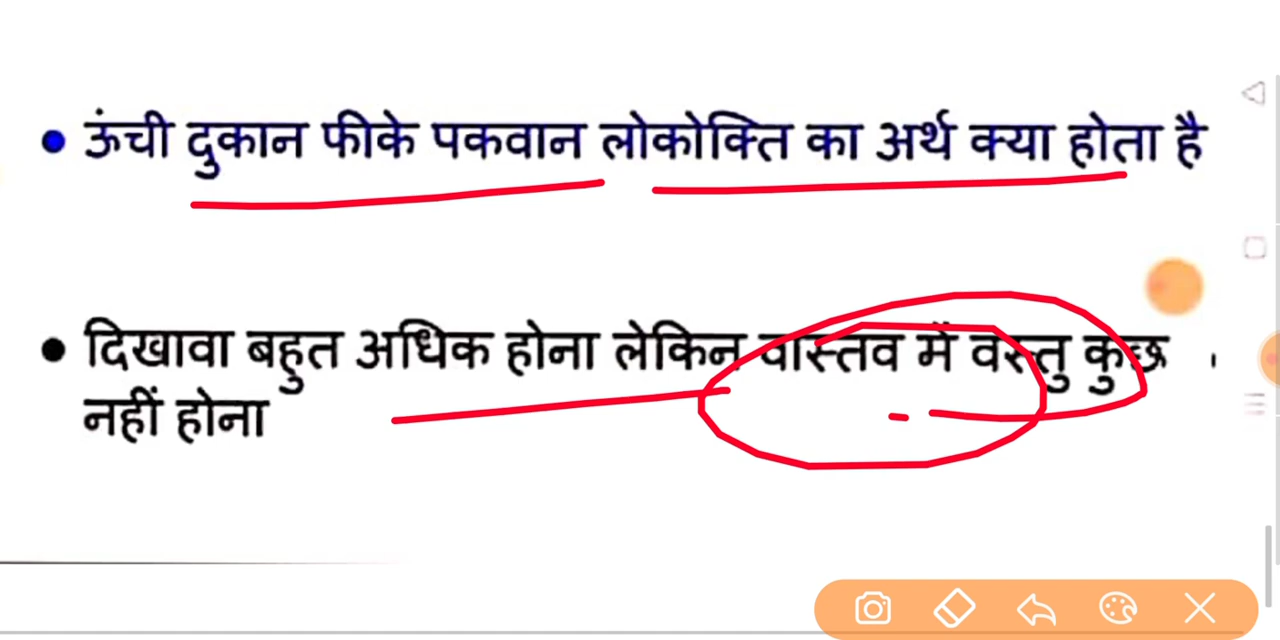 ऊंची दुकान फीके पकवान लोकोक्ति का अर्थ क्या होता है
दिखावा बहुत अधिक होना लेकिन वास्तव में वस्तु कुछ
नहीं होना